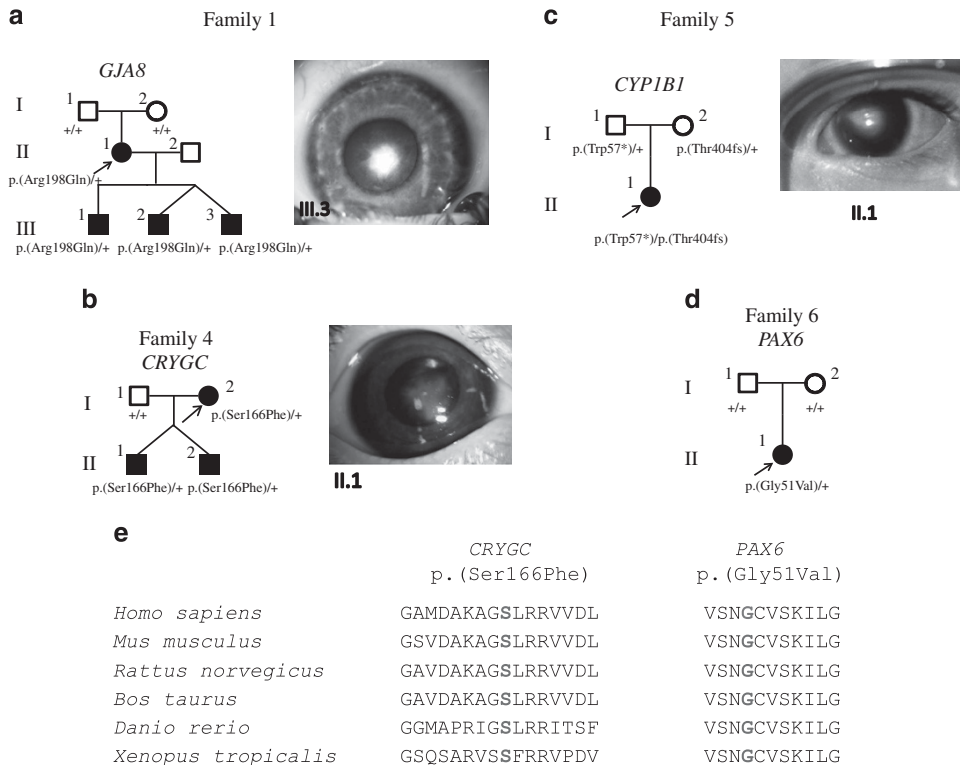 a
Family 1
GJA8
I
1
2
+/+
+/+
II
1
2
p.(Arg198Gln)/+
III
1
2
3
p.(Arg198Gln)/+ p.(Arg198Gln)/+ p.(Arg198Gln)/+
III.3
b
Family 4
CRYGC
I
1
2
+/+
p.(Ser166Phe)/+
II
1
2
p.(Ser166Phe)/+ p.(Ser166Phe)/+
II.1
c
Family 5
CYP1B1
I
1
2
p.(Trp57*)/+
p.(Thr404fs)/+
II
1
p.(Trp57*)/p.(Thr404fs)
II.1
d
Family 6
PAX6
I
1
2
+/+
+/+
II
1
p.(Gly51Val)/+
e
CRYGC PAX6
p.(Ser166Phe) p.(Gly51Val)
Homo sapiens GAMDAKAGSLRRVVDL VSNGCVSKILG
Mus musculus GSVDAKAGSLRRVVDL VSNGCVSKILG
Rattus norvegicus GAVDAKAGSLRRVVDL VSNGCVSKILG
Bos taurus GAVDAKAGSLRRVVDL VSNGCVSKILG
Danio rerio GGMAPRIGSLRRITSF VSNGCVSKILG
Xenopus tropicalis GSQSARVSSFRRVPDV VSNGCVSKILG